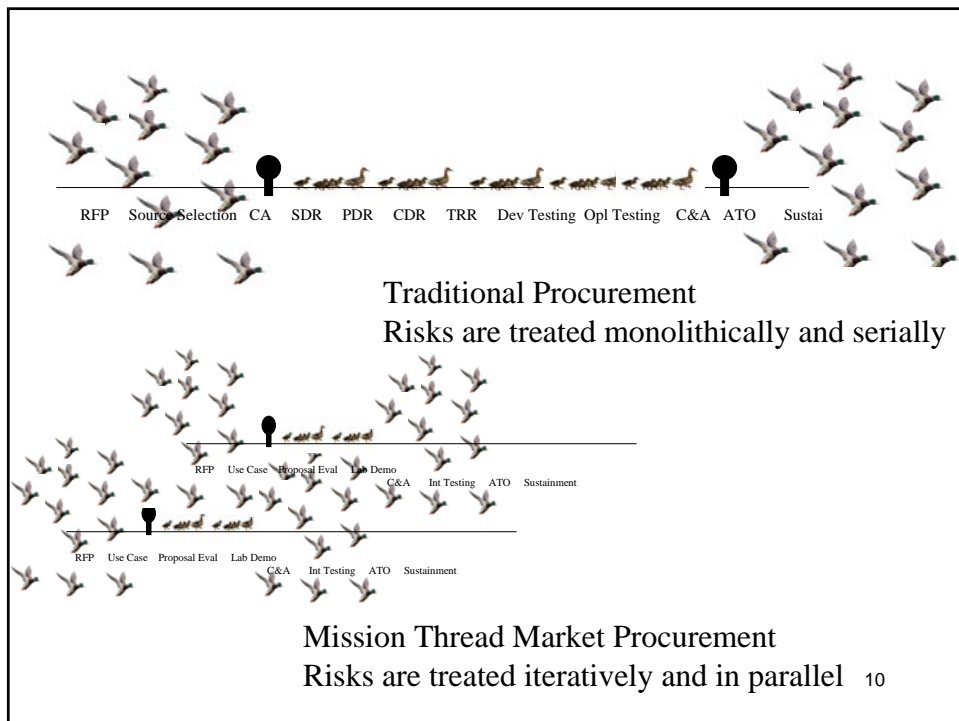 RFP Source Selection CA SDR PDR CDR TRR Dev Testing Opl Testing C&A ATO Sustai
Traditional Procurement
Risks are treated monolithically and serially
RFP Use Case Proposal Eval Lab Demo
C&A Int Testing ATO Sustainment
RFP Use Case Proposal Eval Lab Demo
C&A Int Testing ATO Sustainment
Mission Thread Market Procurement
Risks are treated iteratively and in parallel 10